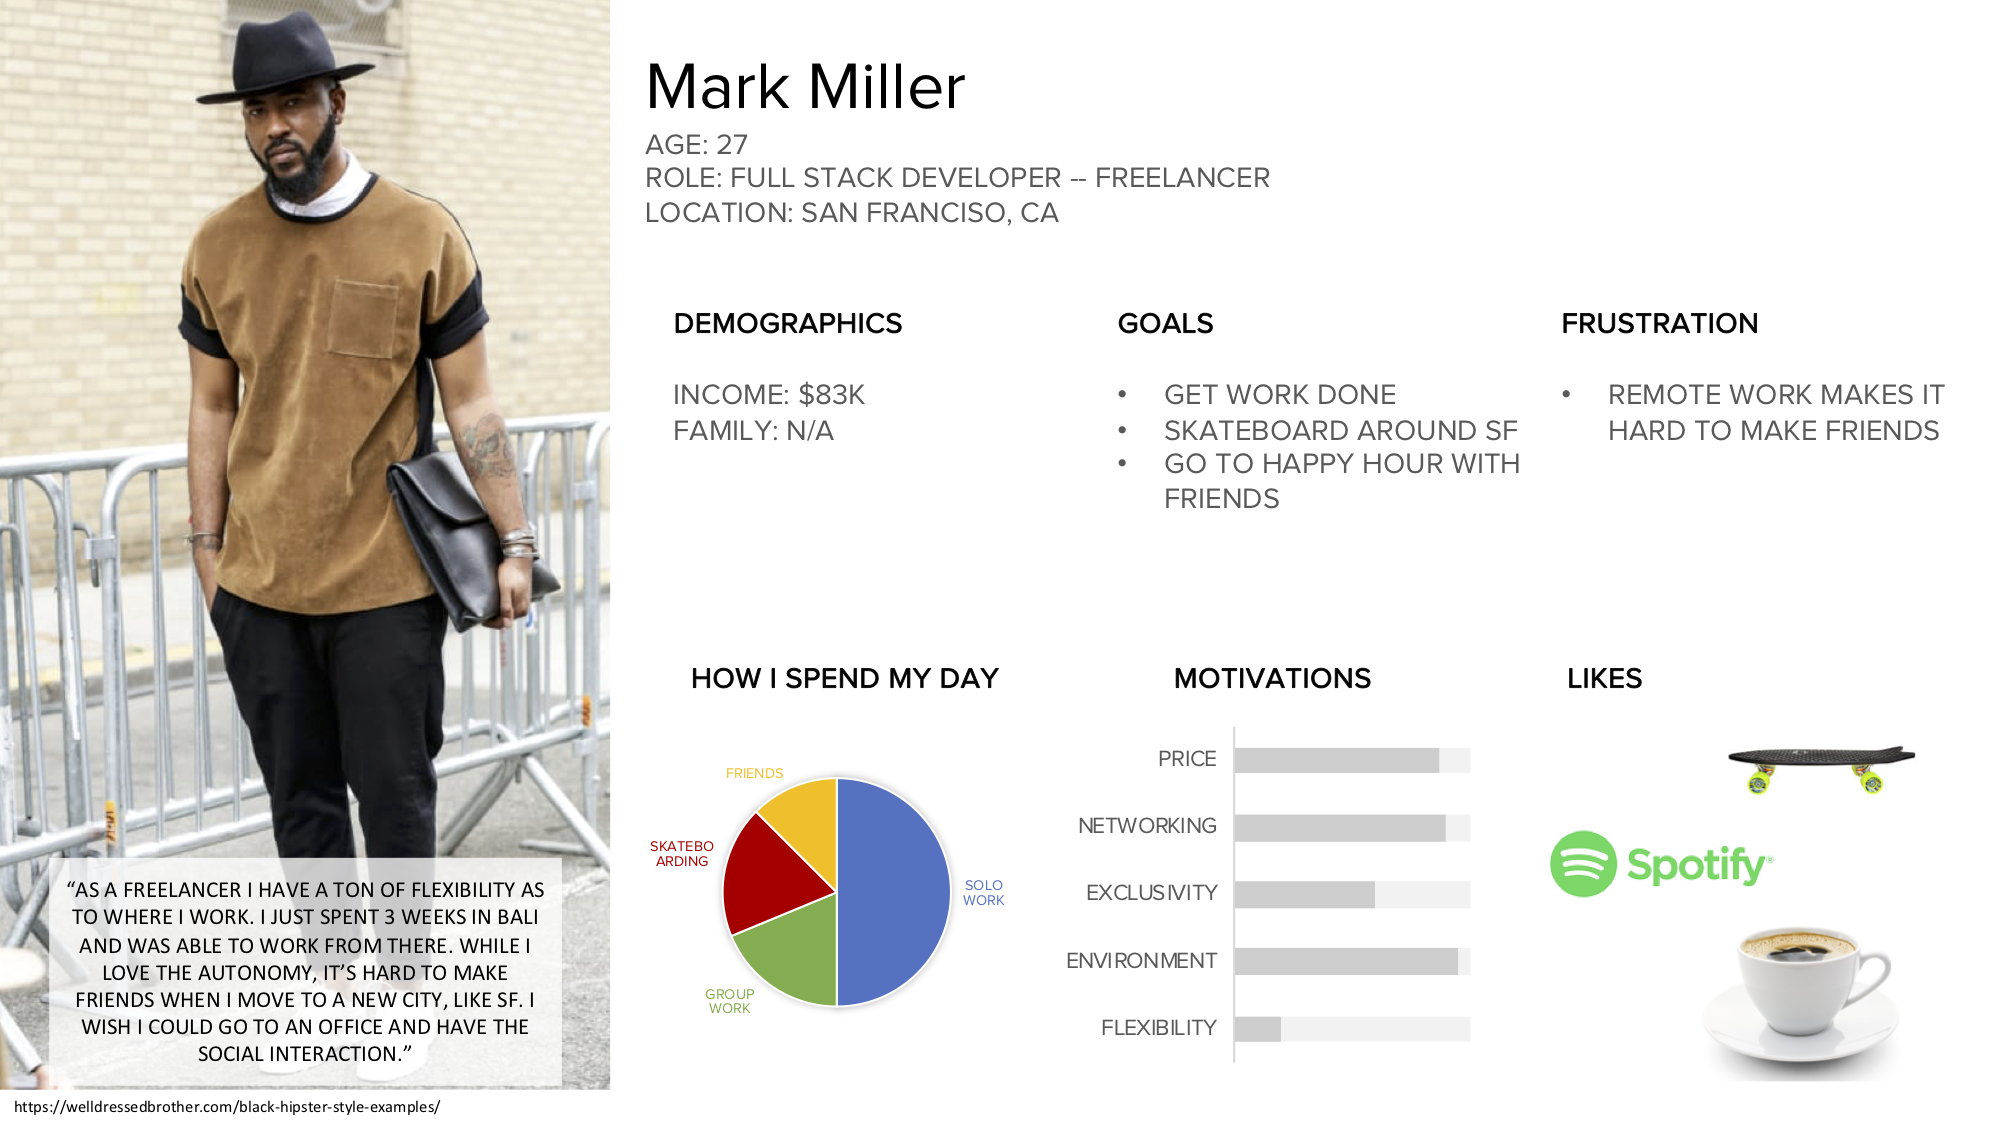 Mark Miller
AGE: 27
ROLE: FULL STACK DEVELOPER -- FREELANCER
LOCATION: SAN FRANCISO, CA
DEMOGRAPHICS
INCOME: $83K
FAMILY: N/A
GOALS
• GET WORK DONE
• SKATEBOARD AROUND SF
• GO TO HAPPY HOUR WITH
FRIENDS
FRUSTRATION
• REMOTE WORK MAKES IT
HARD TO MAKE FRIENDS
HOW I SPEND MY DAY
FRIENDS
SKATEBO
ARDING
GROUP
WORK
SOLO
WORK
MOTIVATIONS
PRICE
NETWORKING
EXCLUSIVITY
ENVIRONMENT
FLEXIBILITY
LIKES
Spotify®
“AS A FREELANCER I HAVE A TON OF FLEXIBILITY AS
TO WHERE I WORK. I JUST SPENT 3 WEEKS IN BALI
AND WAS ABLE TO WORK FROM THERE. WHILE I
LOVE THE AUTONOMY, IT’S HARD TO MAKE
FRIENDS WHEN I MOVE TO A NEW CITY, LIKE SF. I
WISH I COULD GO TO AN OFFICE AND HAVE THE
SOCIAL INTERACTION.”
https://welldressedbrother.com/black-hipster-style-examples/